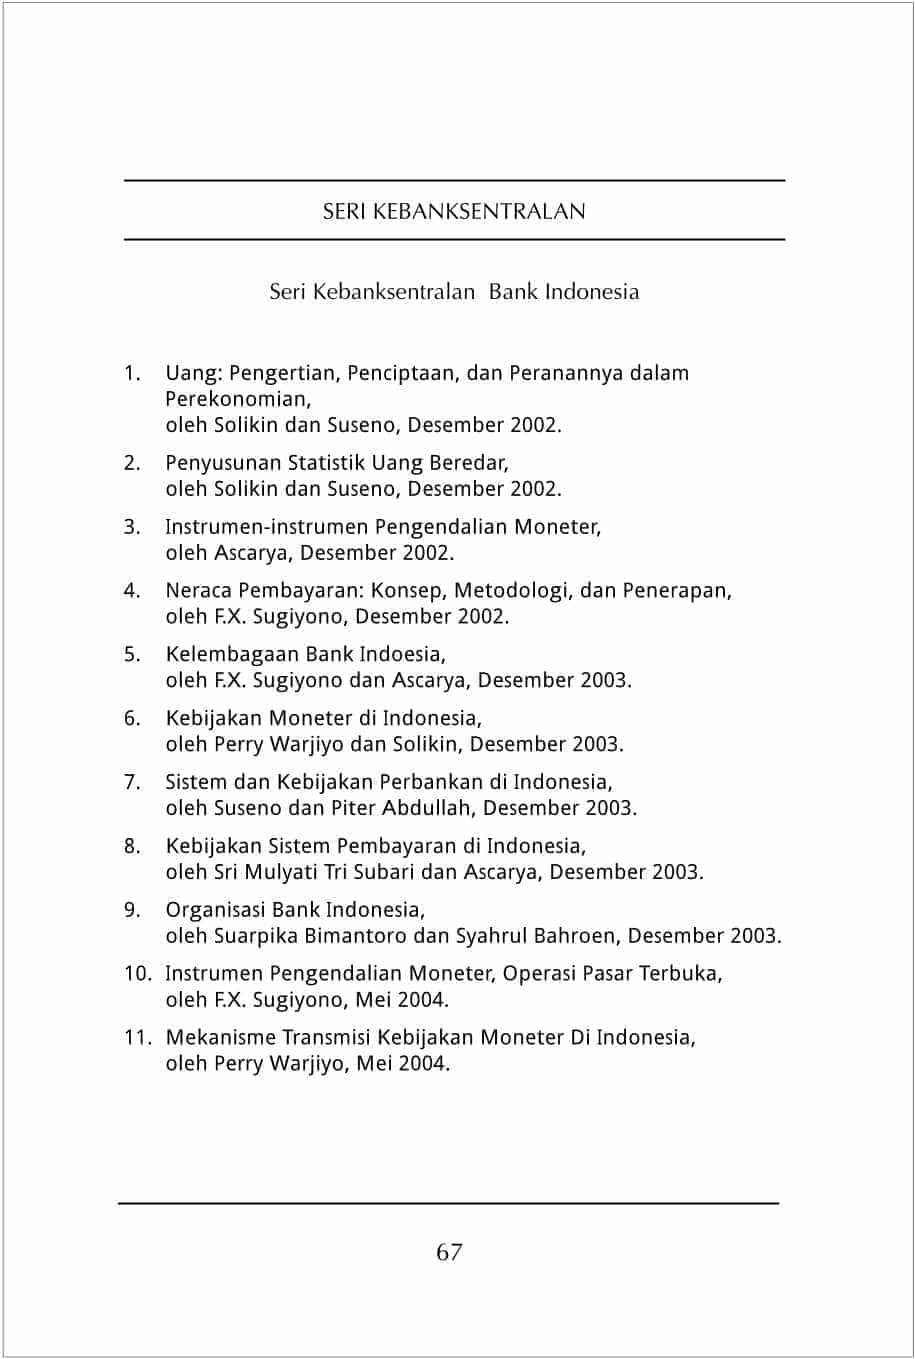 SERI KEBANKSENTRALAN
Seri Kebanksentralan Bank Indonesia
1. Uang: Pengertian, Penciptaan, dan Peranannya dalam
Perekonomian,
oleh Solikin dan Suseno, Desember 2002.
2. Penyusunan Statistik Uang Beredar,
oleh Solikin dan Suseno, Desember 2002.
3. Instrumen-instrumen Pengendalian Moneter,
oleh Ascarya, Desember 2002.
4. Neraca Pembayaran: Konsep, Metodologi, dan Penerapan,
oleh F.X. Sugiyono, Desember 2002.
5. Kelembagaan Bank Indoesia,
oleh F.X. Sugiyono dan Ascarya, Desember 2003.
6. Kebijakan Moneter di Indonesia,
oleh Perry Warjiyo dan Solikin, Desember 2003.
7. Sistem dan Kebijakan Perbankan di Indonesia,
oleh Suseno dan Piter Abdullah, Desember 2003.
8. Kebijakan Sistem Pembayaran di Indonesia,
oleh Sri Mulyati Tri Subari dan Ascarya, Desember 2003.
9. Organisasi Bank Indonesia,
oleh Suarpika Bimantoro dan Syahrul Bahroen, Desember 2003.
10. Instrumen Pengendalian Moneter, Operasi Pasar Terbuka,
oleh F.X. Sugiyono, Mei 2004.
11. Mekanisme Transmisi Kebijakan Moneter Di Indonesia,
oleh Perry Warjiyo, Mei 2004.
67